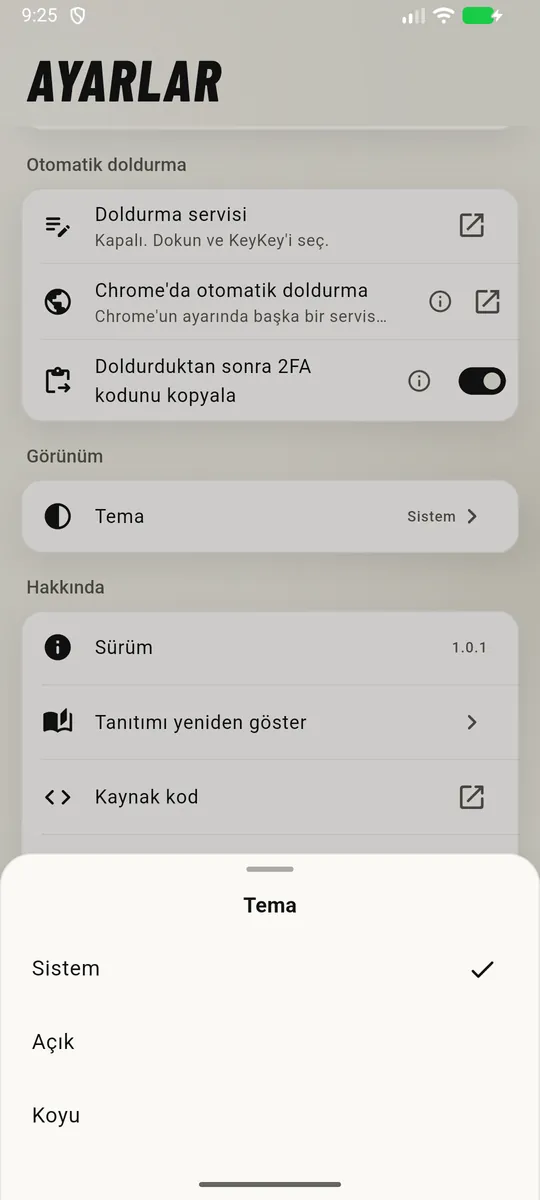 9:25
AYARLAR
Otomatik doldurma
Doldurma servisi
Kapalı. Dokun ve KeyKey'i seç.
Chrome'da otomatik doldurma
Chrome'un ayarında başka bir servis…
Doldurduktan sonra 2FA
kodunu kopyala
Görünüm
Tema
Sistem
Hakkında
Sürüm
1.0.1
Tanıtımı yeniden göster
Kaynak kod
Tema
Sistem
Açık
Koyu